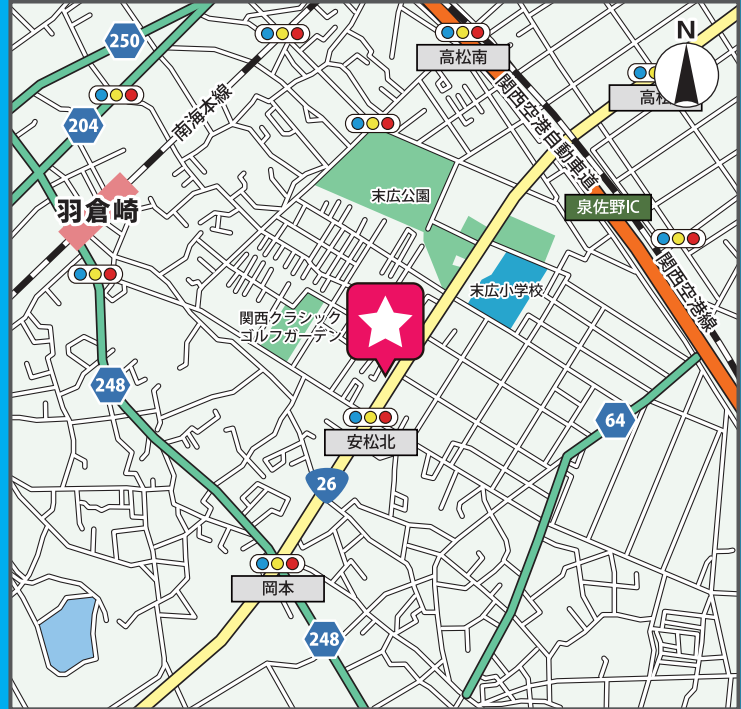 250
高松南
N
高松
204
南海本線
関西空港自動車道
末広公園
羽倉崎
泉佐野IC
関西空港線
末広小学校
関西クラシック
ゴルフガーデン
248
64
安松北
26
岡本
248